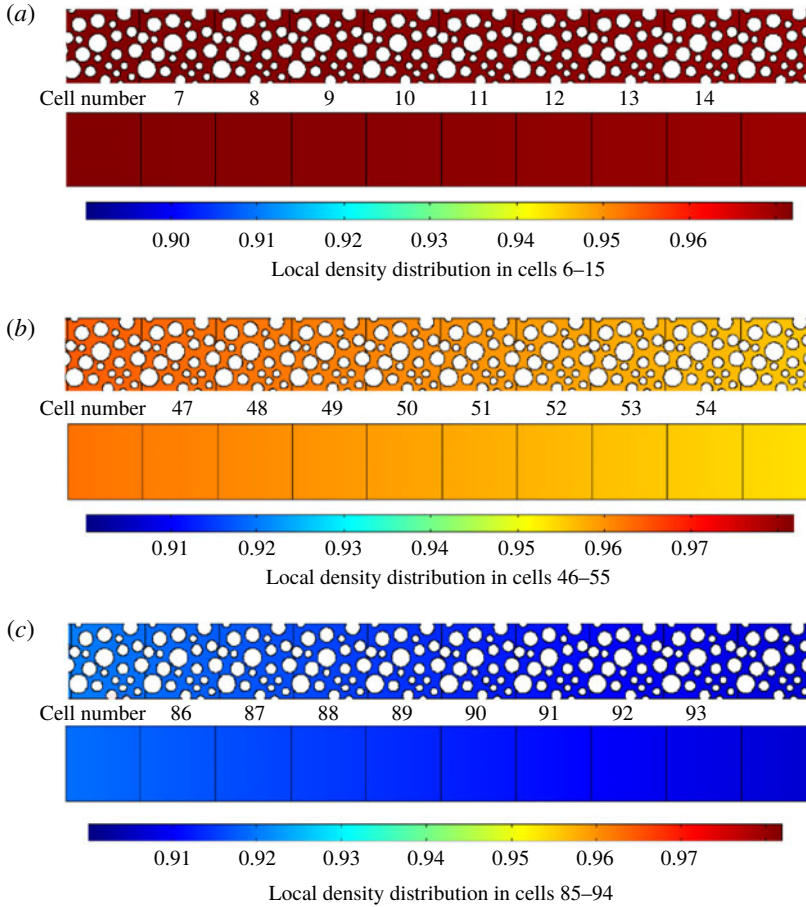 (a)
Cell number 7 8 9 10 11 12 13 14
0.90 0.91 0.92 0.93 0.94 0.95 0.96
Local density distribution in cells 6–15
(b)
Cell number 47 48 49 50 51 52 53 54
0.91 0.92 0.93 0.94 0.95 0.96 0.97
Local density distribution in cells 46–55
(c)
Cell number 86 87 88 89 90 91 92 93
0.91 0.92 0.93 0.94 0.95 0.96 0.97
Local density distribution in cells 85–94